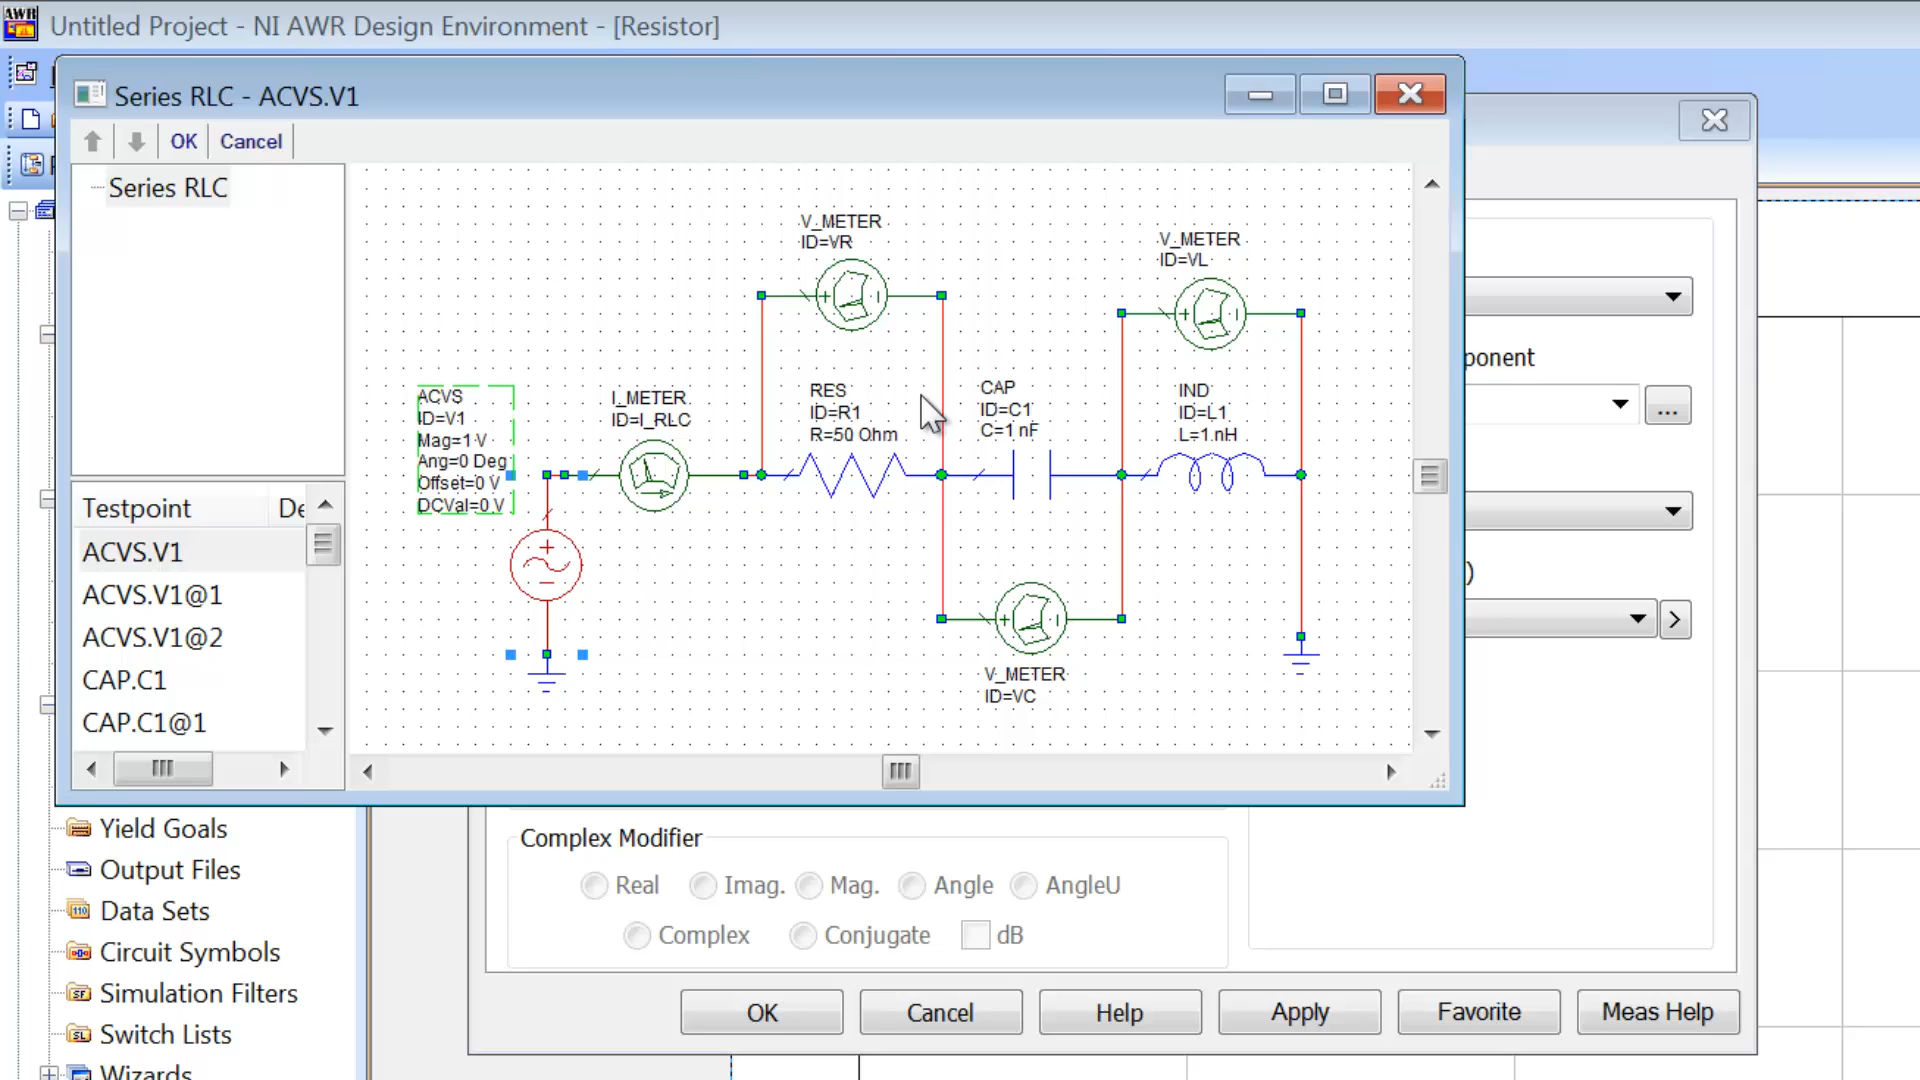 AWR
Untitled Project - NI AWR Design Environment - [Resistor]
Series RLC - ACVS.V1
OK
Cancel
Series RLC
V_METER
ID=VR
V_METER
ID=VL
ponent
ACVS
ID=V1
Mag=1 V
Ang=0 Deg
Offset=0 V
DCVal=0 V
I_METER
ID=I_RLC
RES
ID=R1
R=50 Ohm
CAP
ID=C1
C=1 nF
IND
ID=L1
L=1 nH
...
Testpoint De
ACVS.V1
ACVS.V1@1
ACVS.V1@2
CAP.C1
CAP.C1@1
)
>
V_METER
ID=VC
Yield Goals
Output Files
Data Sets
Circuit Symbols
SF Simulation Filters
SL Switch Lists
Wizards
Complex Modifier
Real Imag. Mag. Angle AngleU
Complex Conjugate dB
OK Cancel Help Apply Favorite Meas Help